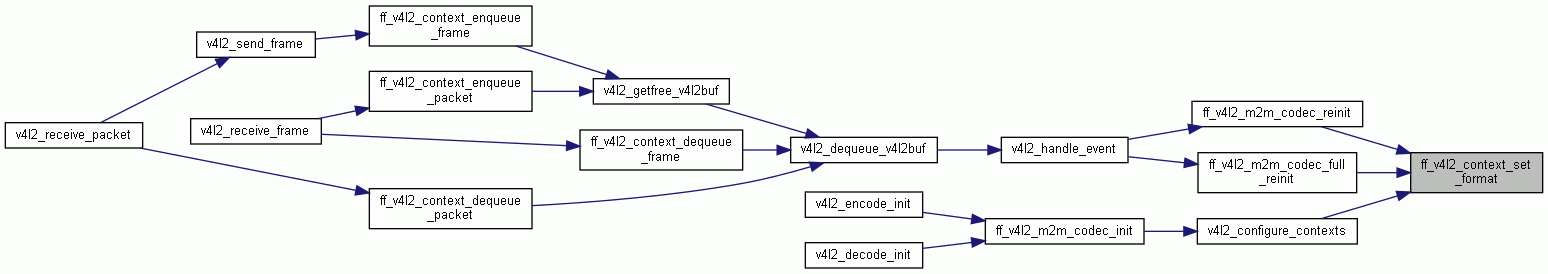 ff_v4l2_context_enqueue
_frame
v4l2_send_frame
ff_v4l2_context_enqueue
_packet
v4l2_getfree_v4l2buf
ff_v4l2_m2m_codec_reinit
v4l2_receive_packet
v4l2_receive_frame
ff_v4l2_context_dequeue
_frame
v4l2_dequeue_v4l2buf
v4l2_handle_event
ff_v4l2_m2m_codec_full
_reinit
ff_v4l2_context_set
_format
ff_v4l2_context_dequeue
_packet
v4l2_encode_init
ff_v4l2_m2m_codec_init
v4l2_configure_contexts
v4l2_decode_init